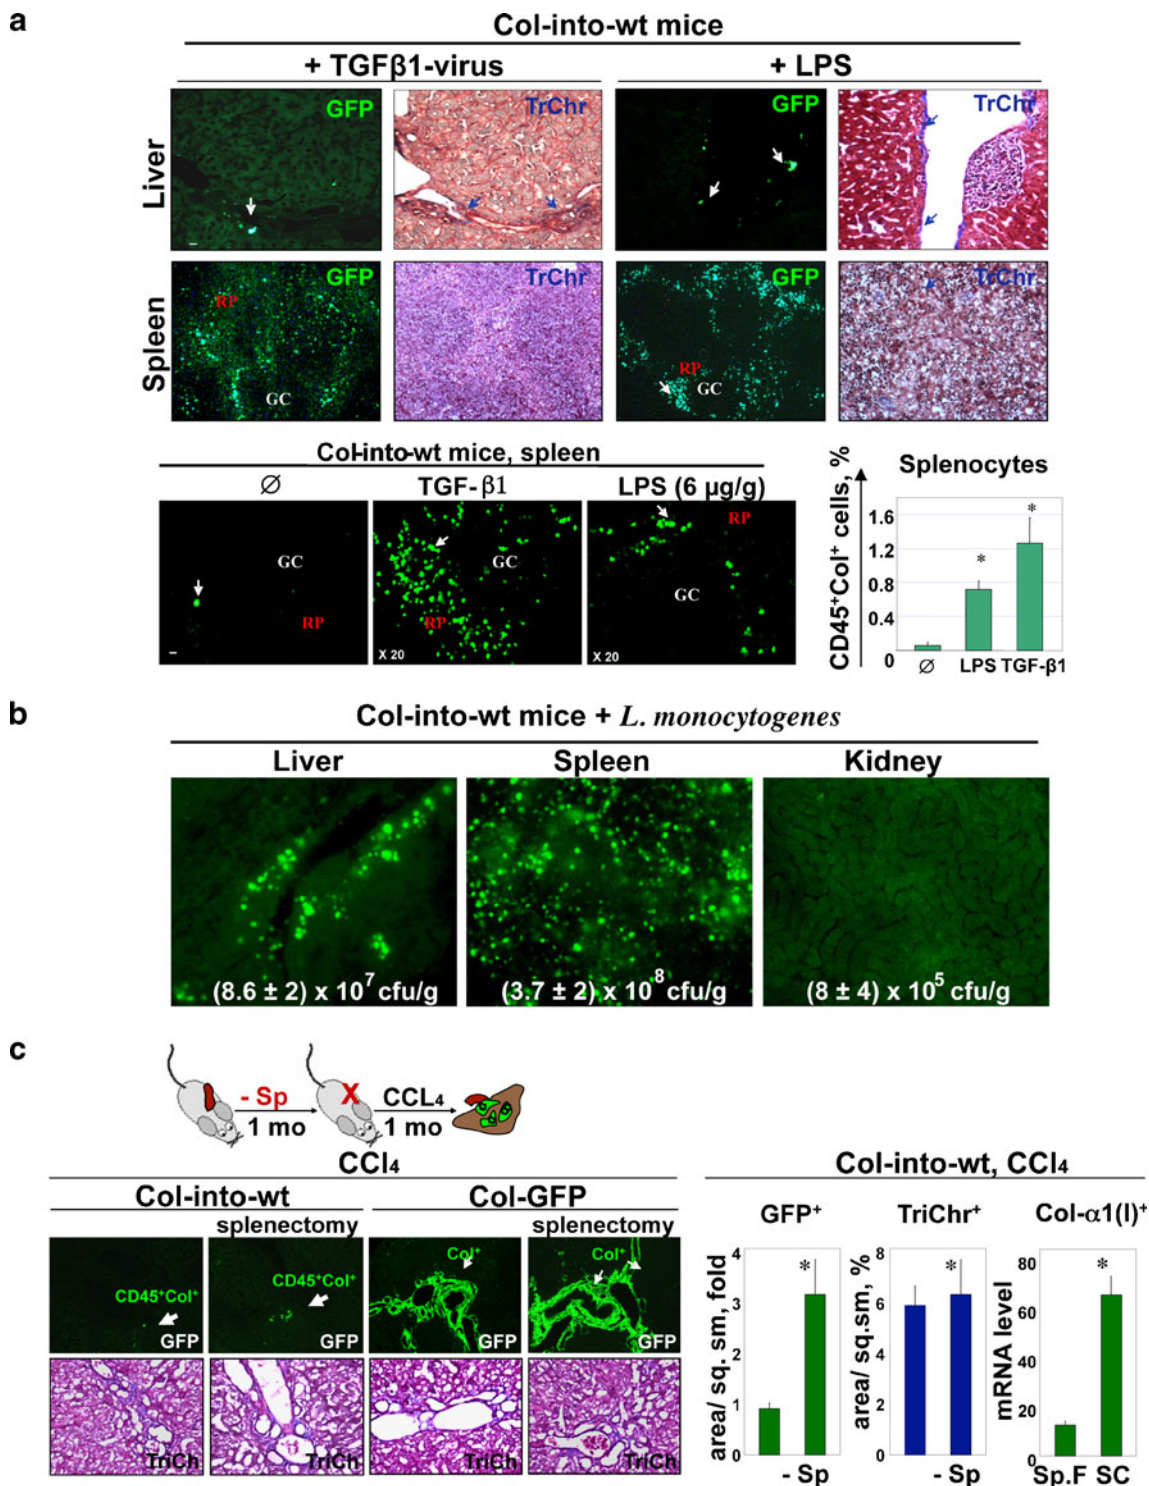 a
Col-into-wt mice
+ TGFβ1-virus
+ LPS
Liver
GFP
TrChr
GFP
TrChr
Spleen
GFP
RP
GC
TrChr
GFP
RP
GC
TrChr
Col-into-wt mice, spleen
∅
TGF-β1
LPS (6 µg/g)
GC
RP
GC
RP
X 20
RP
GC
X 20
Splenocytes
CD45⁺Col⁺ cells, %
1.6
1.2
0.8
0.4
0
*
*
∅ LPS TGF-β1
b
Col-into-wt mice + L. monocytogenes
Liver
Spleen
Kidney
(8.6 ± 2) x 10⁷ cfu/g
(3.7 ± 2) x 10⁸ cfu/g
(8 ± 4) x 10⁵ cfu/g
c
- Sp
1 mo
X
CCL₄
1 mo
CCl₄
Col-into-wt
Col-GFP
splenectomy
splenectomy
CD45⁺Col⁺
GFP
CD45⁺Col⁺
GFP
Col⁺
GFP
Col⁺
GFP
TriCh
TriCh
TriCh
TriCh
Col-into-wt, CCl₄
GFP⁺
TriChr⁺
Col-α1(I)⁺
area/ sq. sm, fold
4
3
2
1
0
*
- Sp
area/ sq.sm, %
8
6
4
2
0
*
- Sp
mRNA level
80
60
40
20
0
*
Sp.F SC